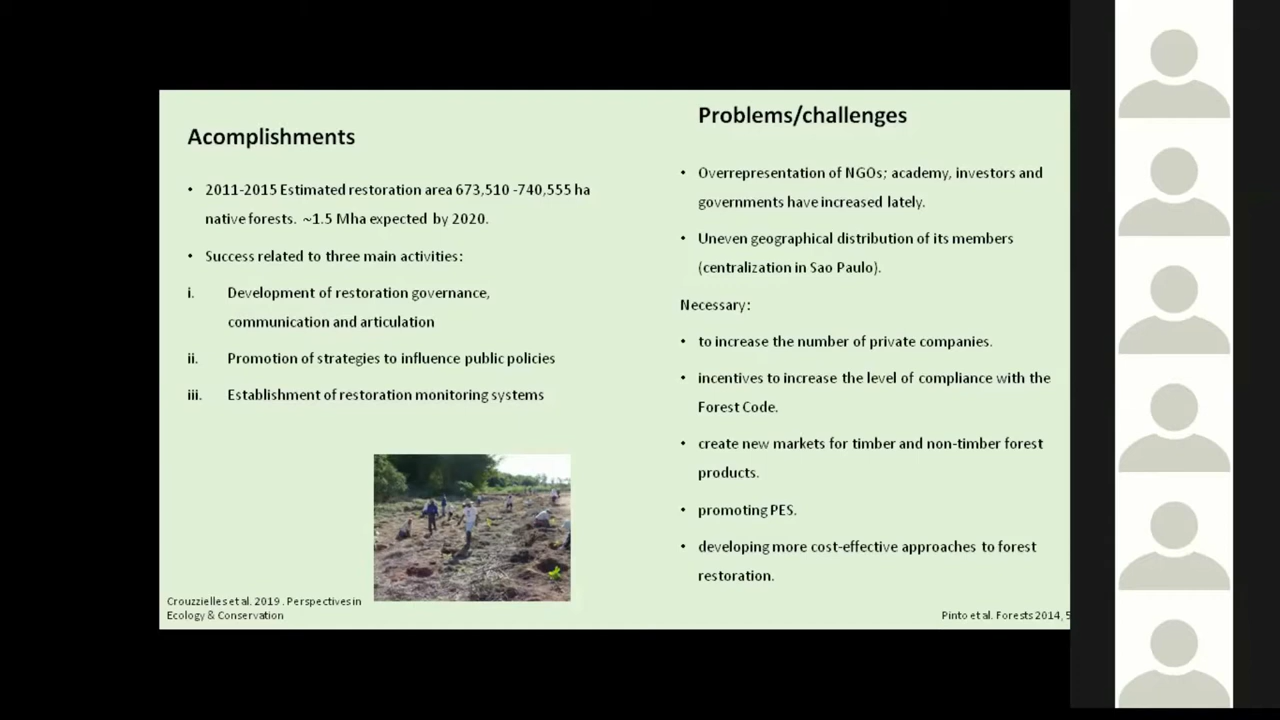 Acomplishments
• 2011-2015 Estimated restoration area 673,510 -740,555 ha
native forests. ~1.5 Mha expected by 2020.
• Success related to three main activities:
i. Development of restoration governance,
communication and articulation
ii. Promotion of strategies to influence public policies
iii. Establishment of restoration monitoring systems
Crouzzielles et al. 2019. Perspectives in
Ecology & Conservation
Problems/challenges
• Overrepresentation of NGOs; academy, investors and
governments have increased lately.
• Uneven geographical distribution of its members
(centralization in Sao Paulo).
Necessary:
• to increase the number of private companies.
• incentives to increase the level of compliance with the
Forest Code.
• create new markets for timber and non-timber forest
products.
• promoting PES.
• developing more cost-effective approaches to forest
restoration.
Pinto et al. Forests 2014, 5